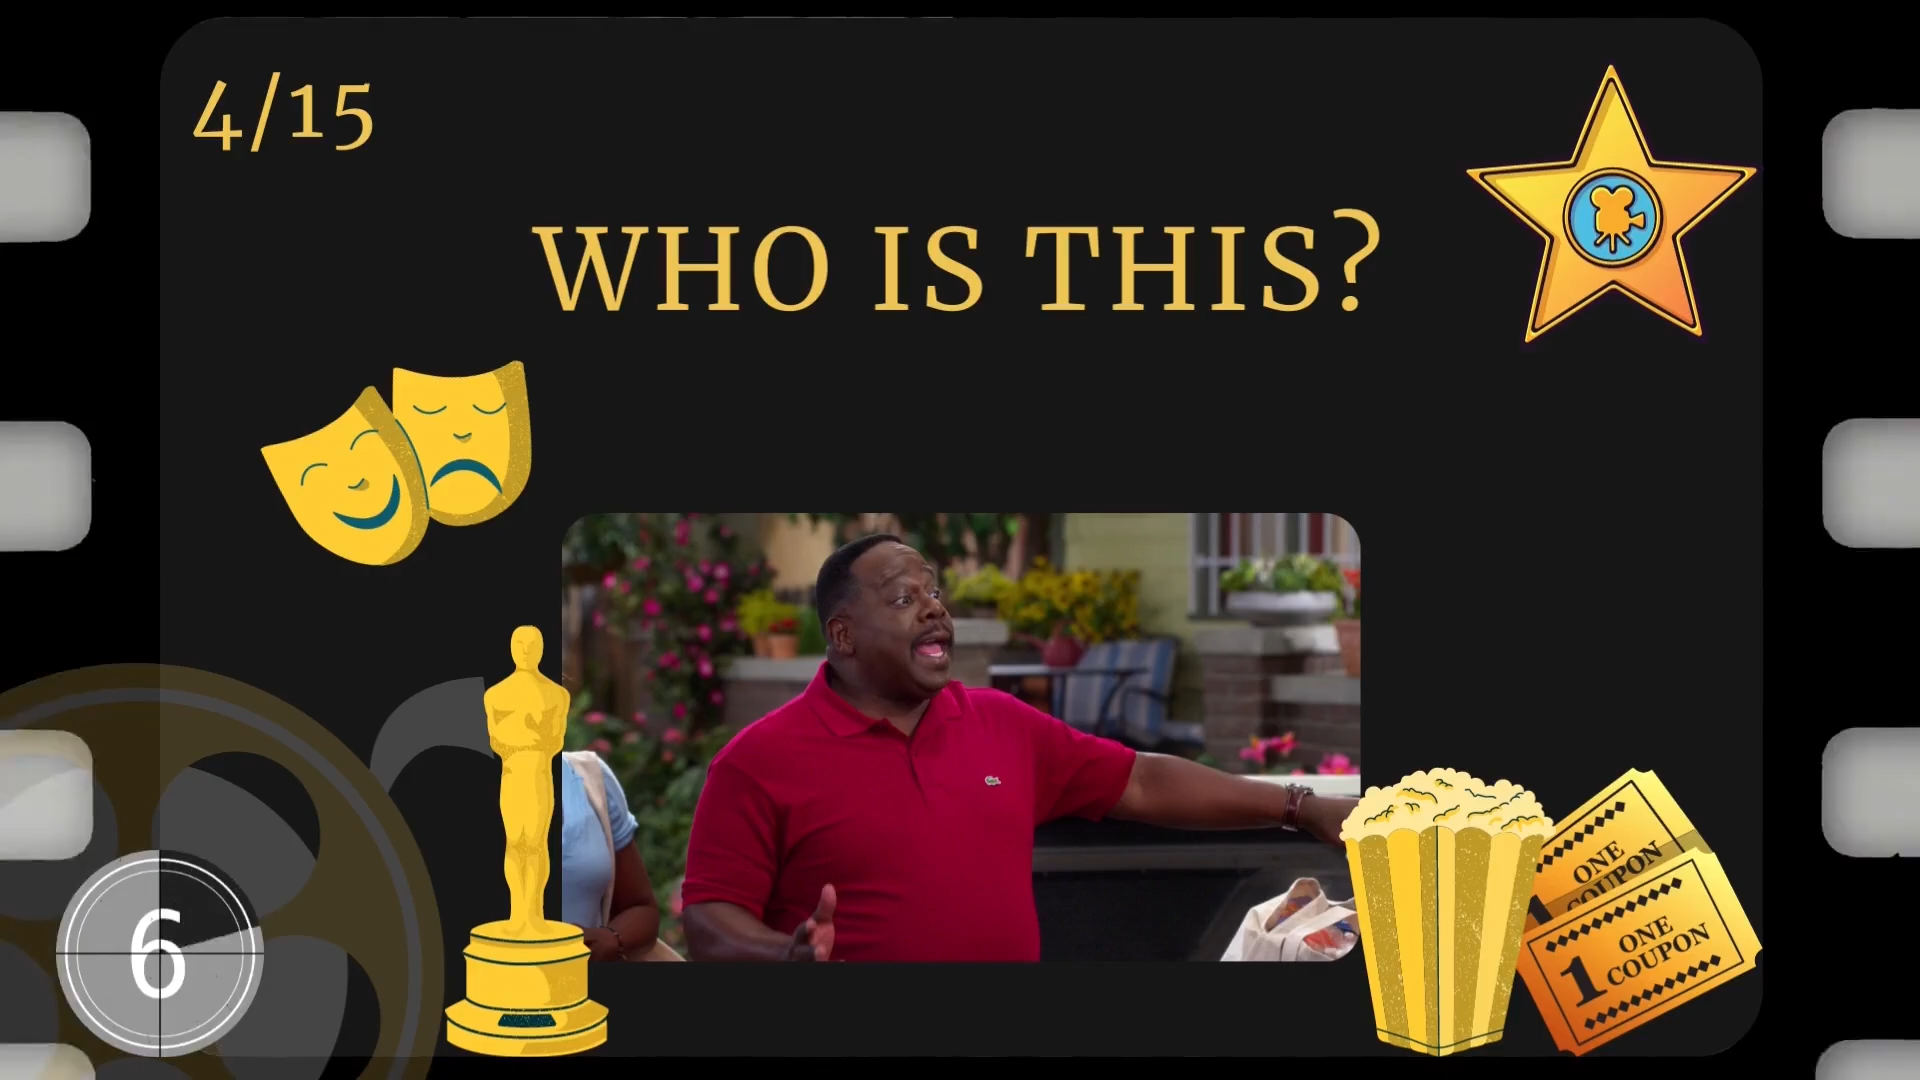 4/15
WHO IS THIS?
ONE
COUPON
1 ONE
COUPON
6